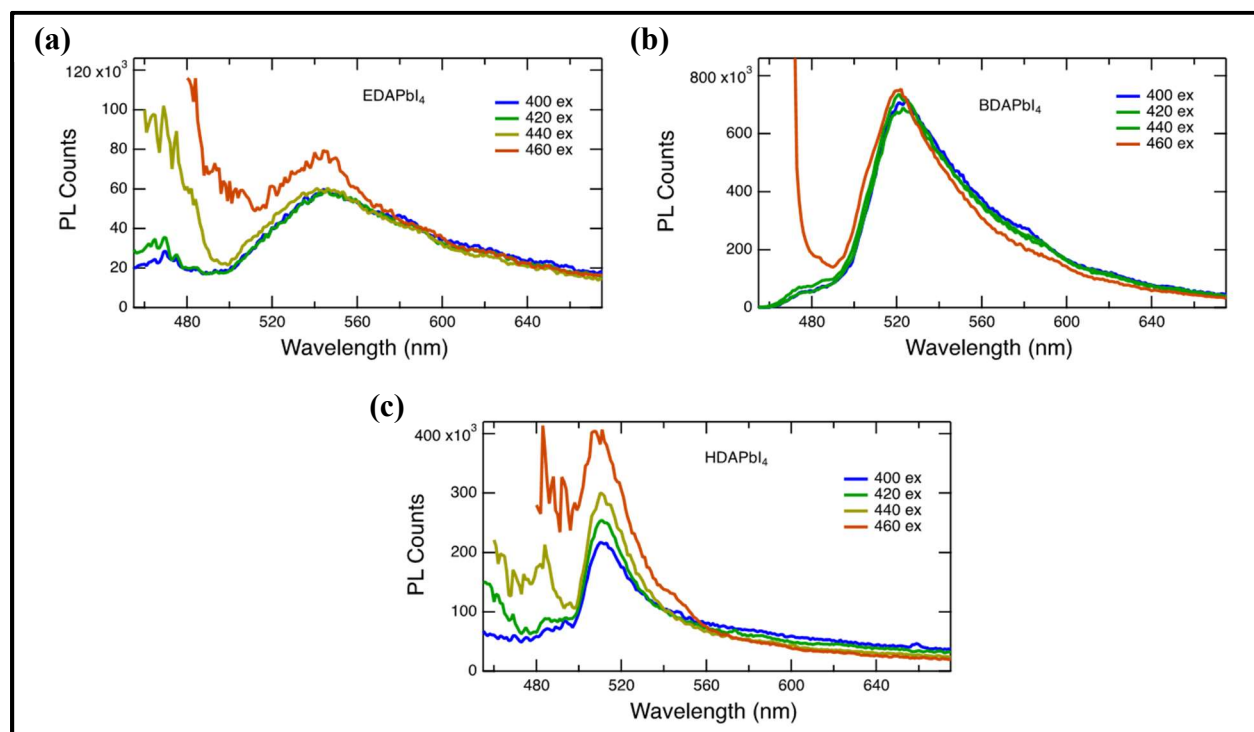 (a)
120 x10³
100
80
60
40
20
0
PL Counts
EDAPbI₄
400 ex
420 ex
440 ex
460 ex
480 520 560 600 640
Wavelength (nm)
(b)
800 x10³
600
400
200
0
PL Counts
BDAPbI₄
400 ex
420 ex
440 ex
460 ex
480 520 560 600 640
Wavelength (nm)
(c)
400 x10³
300
200
100
0
PL Counts
HDAPbI₄
400 ex
420 ex
440 ex
460 ex
480 520 560 600 640
Wavelength (nm)